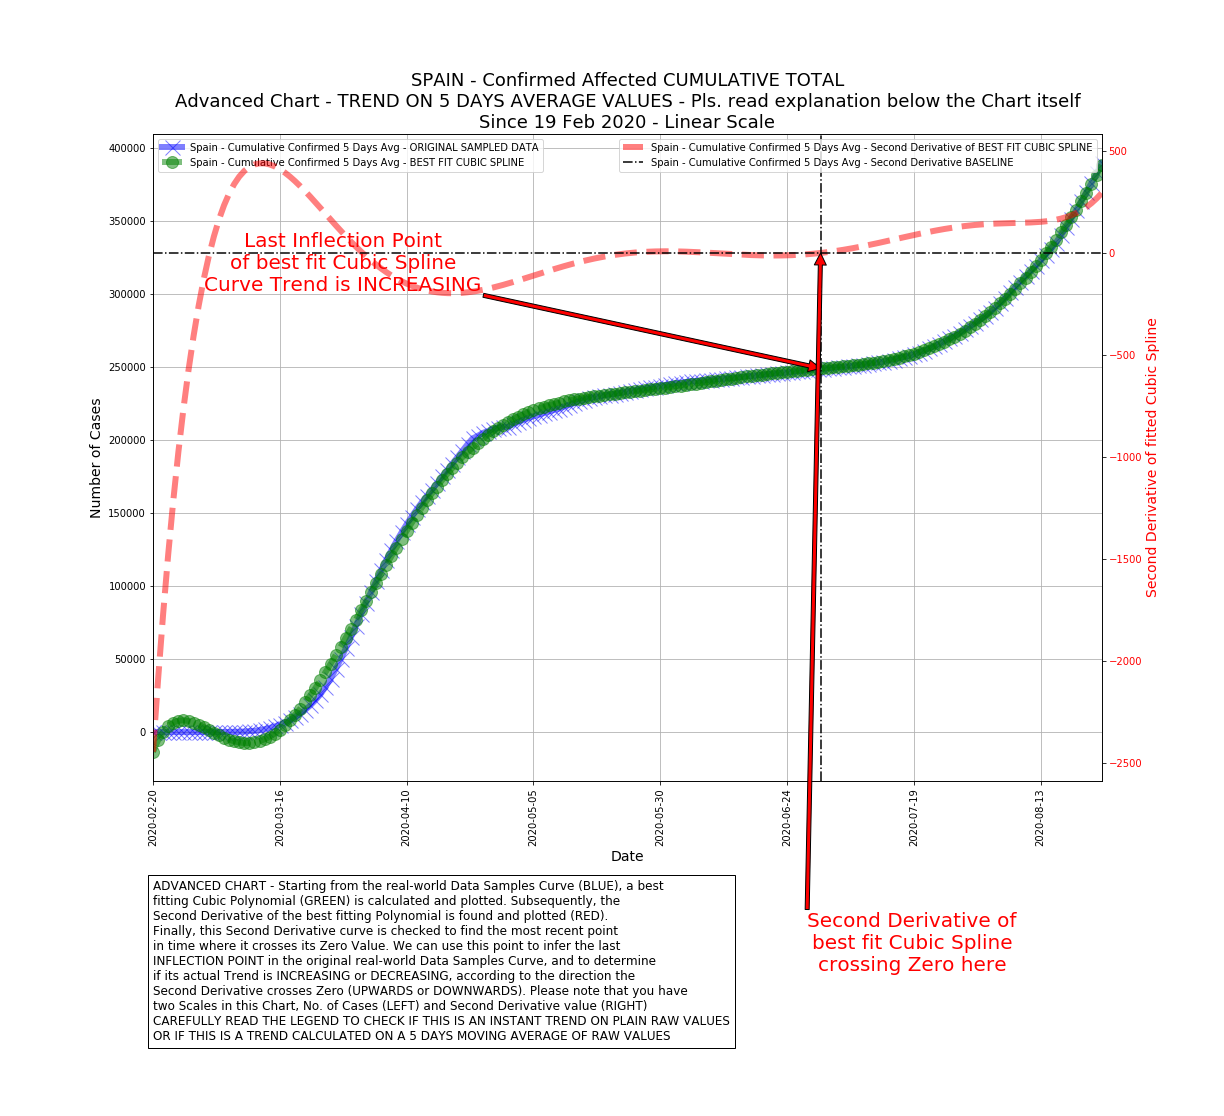 SPAIN - Confirmed Affected CUMULATIVE TOTAL
Advanced Chart - TREND ON 5 DAYS AVERAGE VALUES - Pls. read explanation below the Chart itself
Since 19 Feb 2020 - Linear Scale
Spain - Cumulative Confirmed 5 Days Avg - ORIGINAL SAMPLED DATA
Spain - Cumulative Confirmed 5 Days Avg - BEST FIT CUBIC SPLINE
Spain - Cumulative Confirmed 5 Days Avg - Second Derivative of BEST FIT CUBIC SPLINE
Spain - Cumulative Confirmed 5 Days Avg - Second Derivative BASELINE
Number of Cases
400000
350000
300000
250000
200000
150000
100000
50000
0
Last Inflection Point
of best fit Cubic Spline
Curve Trend is INCREASING
500
0
−500
−1000
−1500
−2000
−2500
Second Derivative of fitted Cubic Spline
2020-02-20
2020-03-16
2020-04-10
2020-05-05
2020-05-30
2020-06-24
2020-07-19
2020-08-13
Date
Second Derivative of
best fit Cubic Spline
crossing Zero here
ADVANCED CHART - Starting from the real-world Data Samples Curve (BLUE), a best
fitting Cubic Polynomial (GREEN) is calculated and plotted. Subsequently, the
Second Derivative of the best fitting Polynomial is found and plotted (RED).
Finally, this Second Derivative curve is checked to find the most recent point
in time where it crosses its Zero Value. We can use this point to infer the last
INFLECTION POINT in the original real-world Data Samples Curve, and to determine
if its actual Trend is INCREASING or DECREASING, according to the direction the
Second Derivative crosses Zero (UPWARDS or DOWNWARDS). Please note that you have
two Scales in this Chart, No. of Cases (LEFT) and Second Derivative value (RIGHT)
CAREFULLY READ THE LEGEND TO CHECK IF THIS IS AN INSTANT TREND ON PLAIN RAW VALUES
OR IF THIS IS A TREND CALCULATED ON A 5 DAYS MOVING AVERAGE OF RAW VALUES